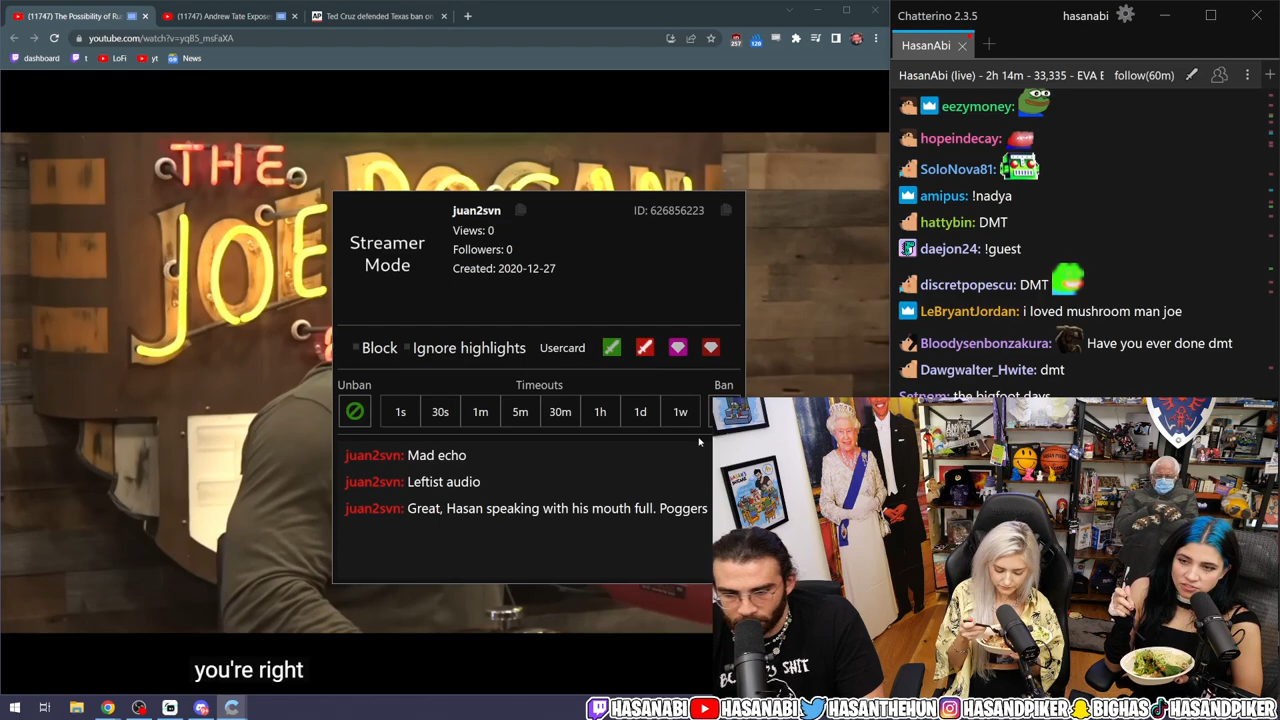 (11747) The Possibility of Ru
(11747) Andrew Tate Expose
AP Ted Cruz defended Texas ban on
youtube.com/watch?v=yqB5_msFaXA
257
120
dashboard
t
LoFi
yt
News
THE
JOE
ROGAN
Streamer
Mode
juan2svn
ID: 626856223
Views: 0
Followers: 0
Created: 2020-12-27
Block
Ignore highlights
Usercard
Unban
Timeouts
Ban
1s
30s
1m
5m
30m
1h
1d
1w
juan2svn: Mad echo
juan2svn: Leftist audio
juan2svn: Great, Hasan speaking with his mouth full. Poggers
you're right
Chatterino 2.3.5
hasanabi
HasanAbi
HasanAbi (live) - 2h 14m - 33,335 - EVA E
follow(60m)
eezymoney:
hopeindecay:
SoloNova81:
amipus: !nadya
hattybin: DMT
daejon24: !guest
discretpopescu: DMT
LeBryantJordan: i loved mushroom man joe
Bloodysenbonzakura: Have you ever done dmt
Dawgwalter_Hwite: dmt
Setnom: the bigfoot days
HASANABI
HASANABI
HASANTHEHUN
HASANDPIKER
BIGHAS
HASANDPIKER